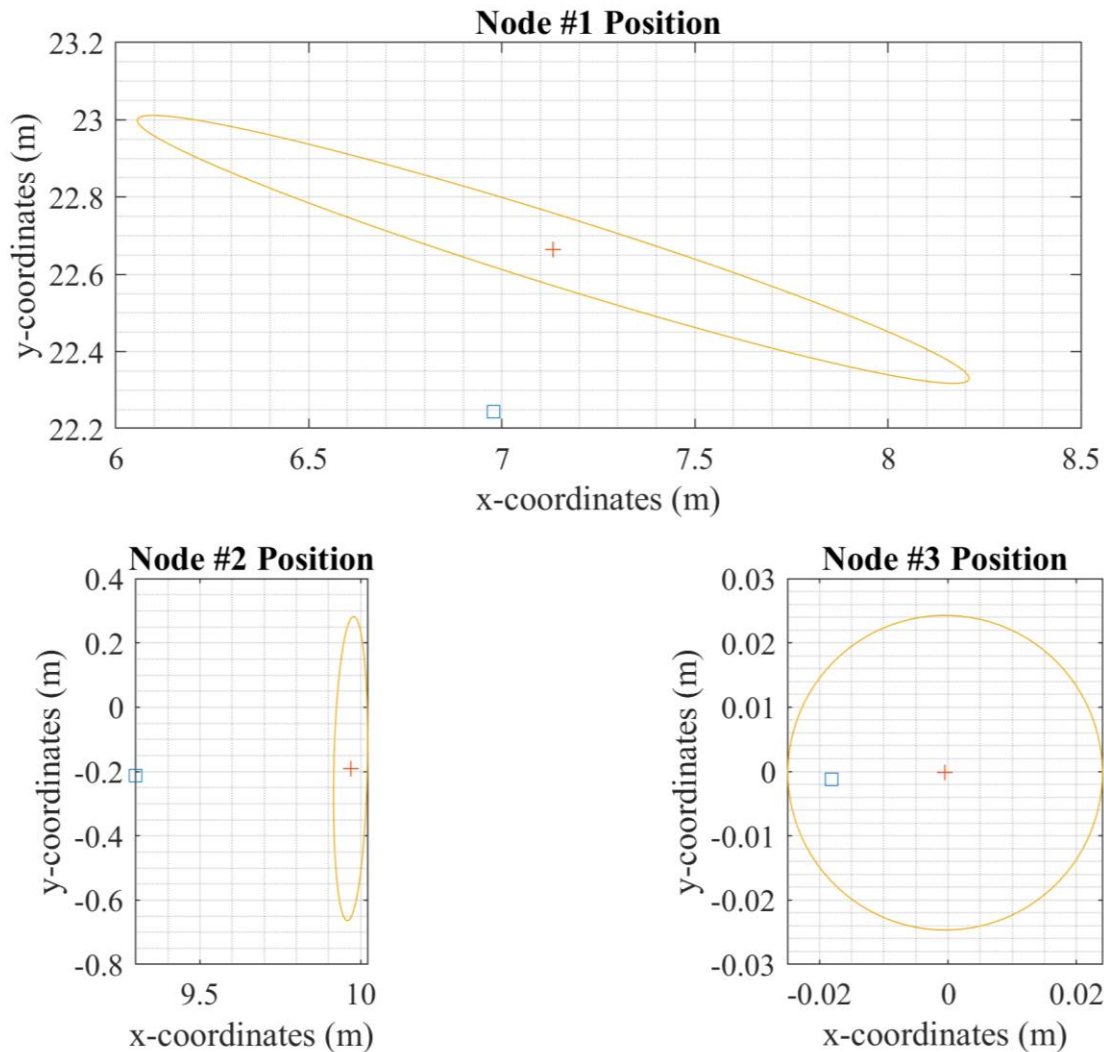 Node #1 Position
23.2
23
22.8
22.6
22.4
22.2
y-coordinates (m)
6 6.5 7 7.5 8 8.5
x-coordinates (m)
Node #2 Position
0.4
0.2
0
-0.2
-0.4
-0.6
-0.8
y-coordinates (m)
9.5 10
x-coordinates (m)
Node #3 Position
0.03
0.02
0.01
0
-0.01
-0.02
-0.03
y-coordinates (m)
-0.02 0 0.02
x-coordinates (m)